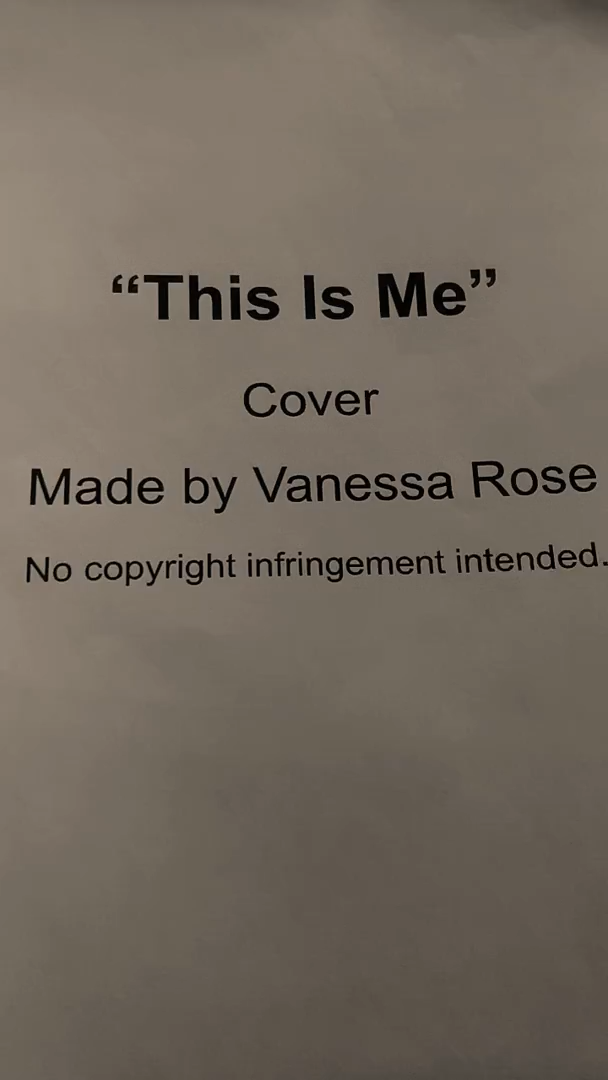 “This Is Me”
Cover
Made by Vanessa Rose
No copyright infringement intended.